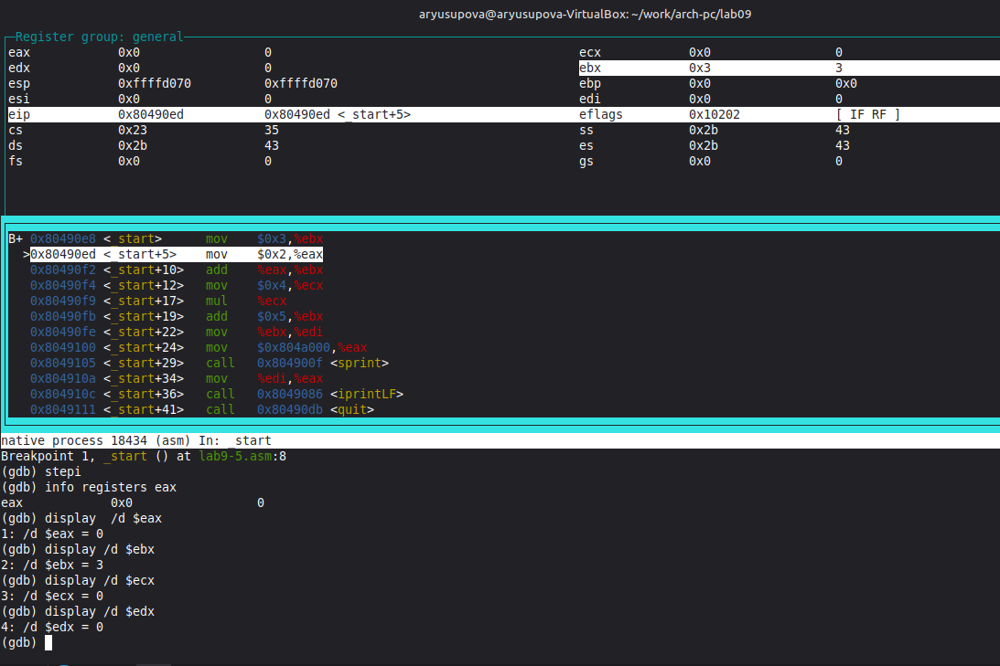 aryusupova@aryusupova-VirtualBox: ~/work/arch-pc/lab09
Register group: general
eax 0x0 0 ecx 0x0 0
edx 0x0 0 ebx 0x3 3
esp 0xffffd070 0xffffd070 ebp 0x0 0x0
esi 0x0 0 edi 0x0 0
eip 0x80490ed 0x80490ed <_start+5> eflags 0x10202 [ IF RF ]
cs 0x23 35 ss 0x2b 43
ds 0x2b 43 es 0x2b 43
fs 0x0 0 gs 0x0 0
B+ 0x80490e8 <_start> mov $0x3,%ebx
>0x80490ed <_start+5> mov $0x2,%eax
0x80490f2 <_start+10> add %eax,%ebx
0x80490f4 <_start+12> mov $0x4,%ecx
0x80490f9 <_start+17> mul %ecx
0x80490fb <_start+19> add $0x5,%ebx
0x80490fe <_start+22> mov %ebx,%edi
0x8049100 <_start+24> mov $0x804a000,%eax
0x8049105 <_start+29> call 0x804900f <sprint>
0x804910a <_start+34> mov %edi,%eax
0x804910c <_start+36> call 0x8049086 <iprintLF>
0x8049111 <_start+41> call 0x80490db <quit>
native process 18434 (asm) In: _start
Breakpoint 1, _start () at lab9-5.asm:8
(gdb) stepi
(gdb) info registers eax
eax 0x0 0
(gdb) display  /d $eax
1: /d $eax = 0
(gdb) display /d $ebx
2: /d $ebx = 3
(gdb) display /d $ecx
3: /d $ecx = 0
(gdb) display /d $edx
4: /d $edx = 0
(gdb)